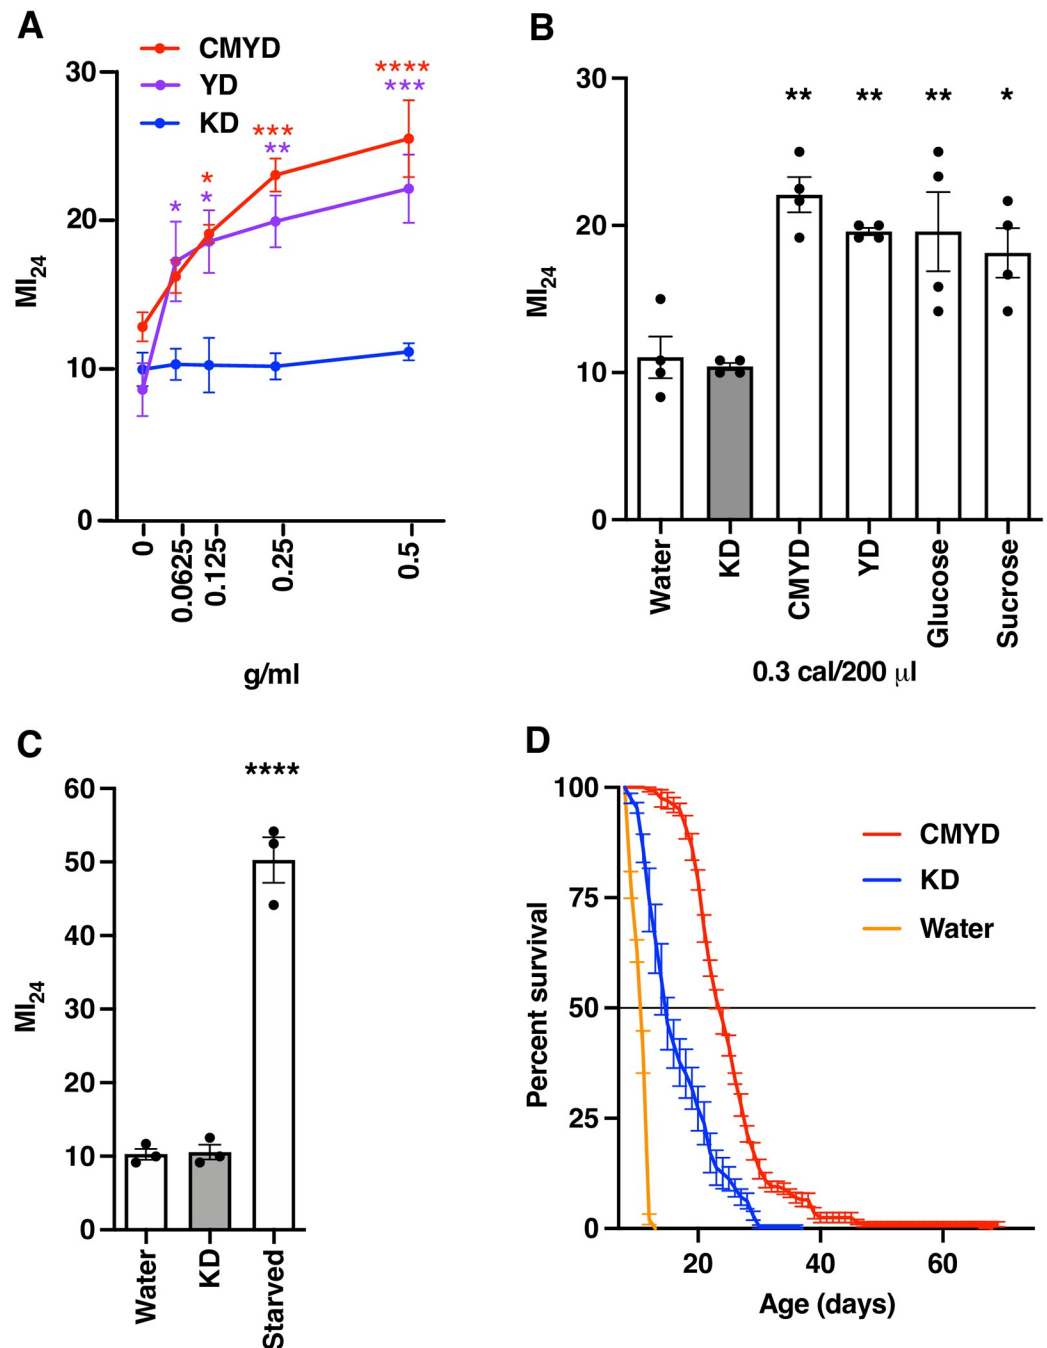 A
CMYD
YD
KD
30
20
10
0
MI24
****
***
***
**
*
*
*
0
0.0625
0.125
0.25
0.5
g/ml
B
30
20
10
0
MI24
**
**
**
*
Water
KD
CMYD
YD
Glucose
Sucrose
0.3 cal/200 μl
C
60
50
40
30
20
10
0
MI24
****
Water
KD
Starved
D
100
75
50
25
0
Percent survival
CMYD
KD
Water
20
40
60
Age (days)